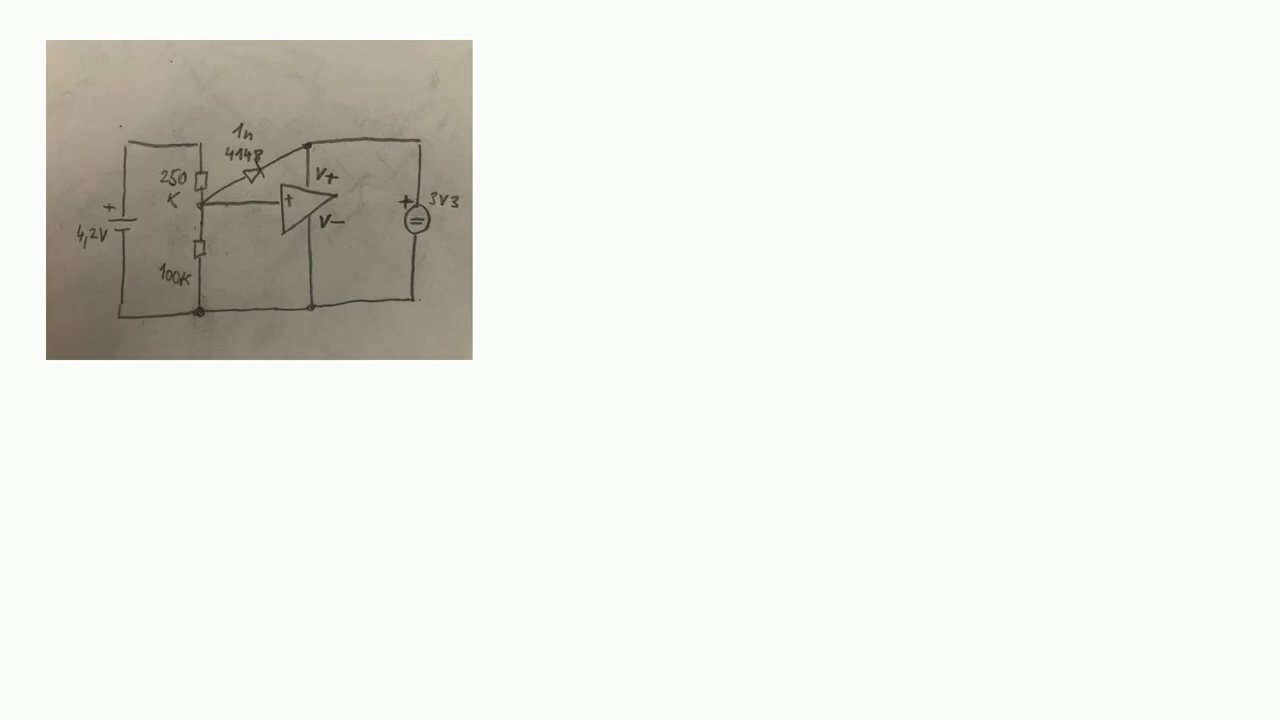 1n
4148
250
K
V+
+
+
+
3V3
=
V-
4,2V
100K